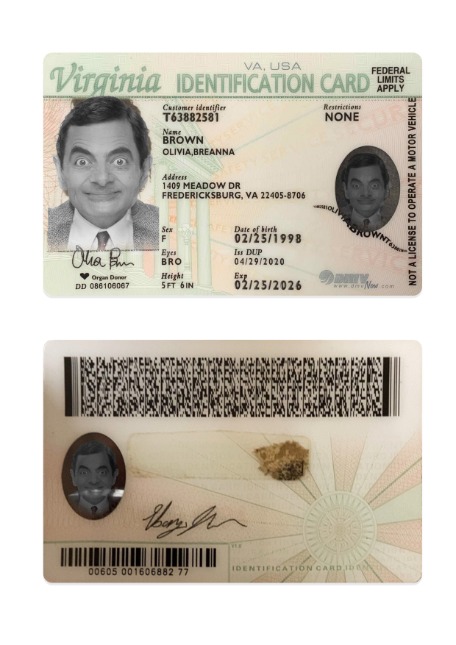 VA, USA
Virginia IDENTIFICATION CARD
FEDERAL
LIMITS
APPLY
Customer identifier
T63882581
Restrictions
NONE
Name
BROWN
OLIVIA,BREANNA
Address
1409 MEADOW DR
FREDERICKSBURG, VA 22405-8706
Sex
F
Date of birth
02/25/1998
Eyes
BRO
Iss DUP
04/29/2020
Height
5FT 6IN
Exp
02/25/2026
Organ Donor
DD 086106067
DMV
www.dmvNow.com
NOT A LICENSE TO OPERATE A MOTOR VEHICLE
00605 001606882 77
IDENTIFICATION CARD